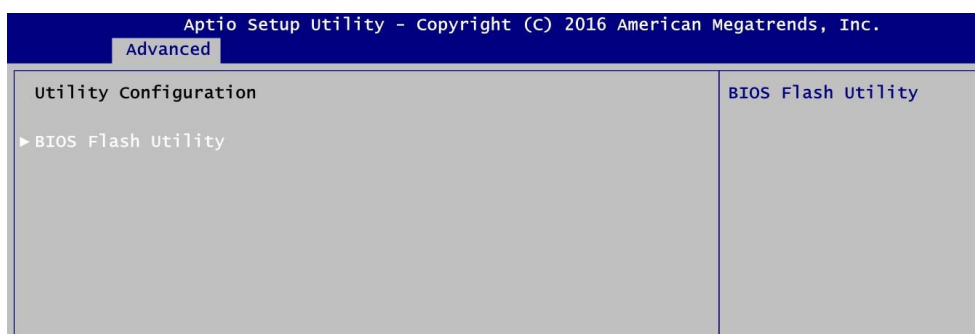 Aptio Setup Utility - Copyright (C) 2016 American Megatrends, Inc.
Advanced
Utility Configuration
BIOS Flash Utility
▶ BIOS Flash Utility